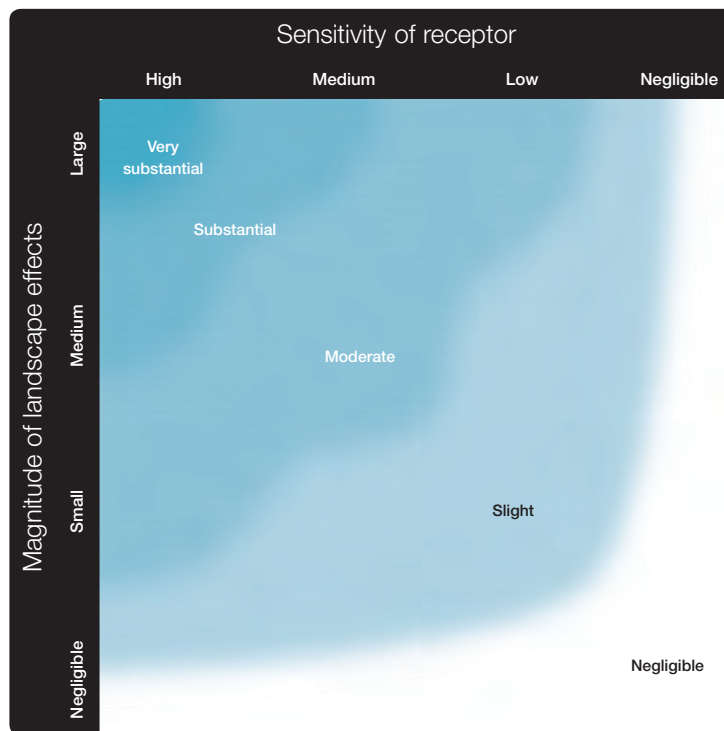 Sensitivity of receptor
High Medium Low Negligible
Magnitude of landscape effects
Large
Medium
Small
Negligible
Very
substantial
Substantial
Moderate
Slight
Negligible